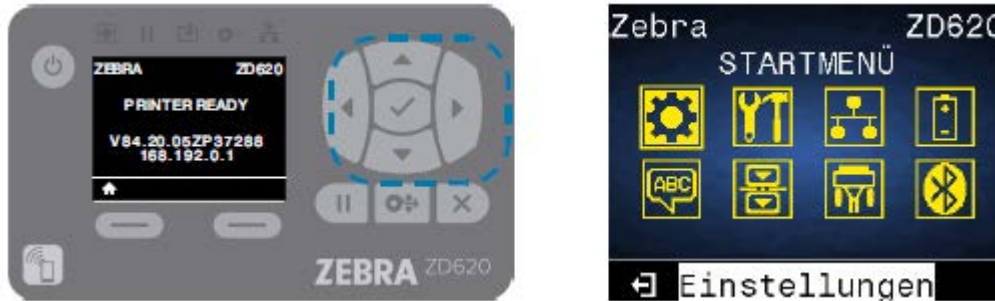 ZEBRA ZD620
PRINTER READY
V84.20.05ZP37288
168.192.0.1
ZEBRA ZD620
Zebra ZD620
STARTMENÜ
ABC
Einstellungen